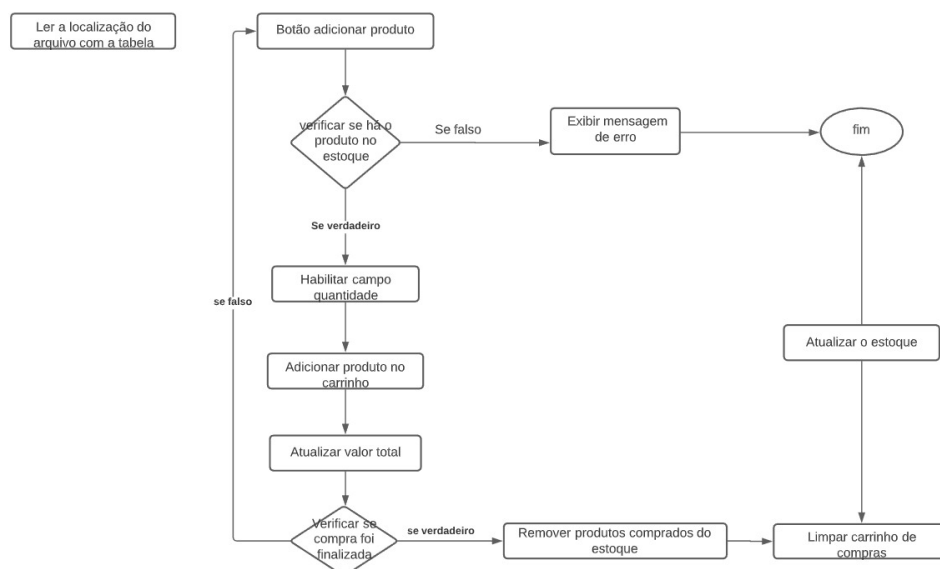 Ler a localização do
arquivo com a tabela
Botão adicionar produto
verificar se há o
produto no
estoque
Se falso
Exibir mensagem
de erro
fim
Se verdadeiro
Habilitar campo
quantidade
se falso
Atualizar o estoque
Adicionar produto no
carrinho
Atualizar valor total
Verificar se
compra foi
finalizada
se verdadeiro
Remover produtos comprados do
estoque
Limpar carrinho de
compras